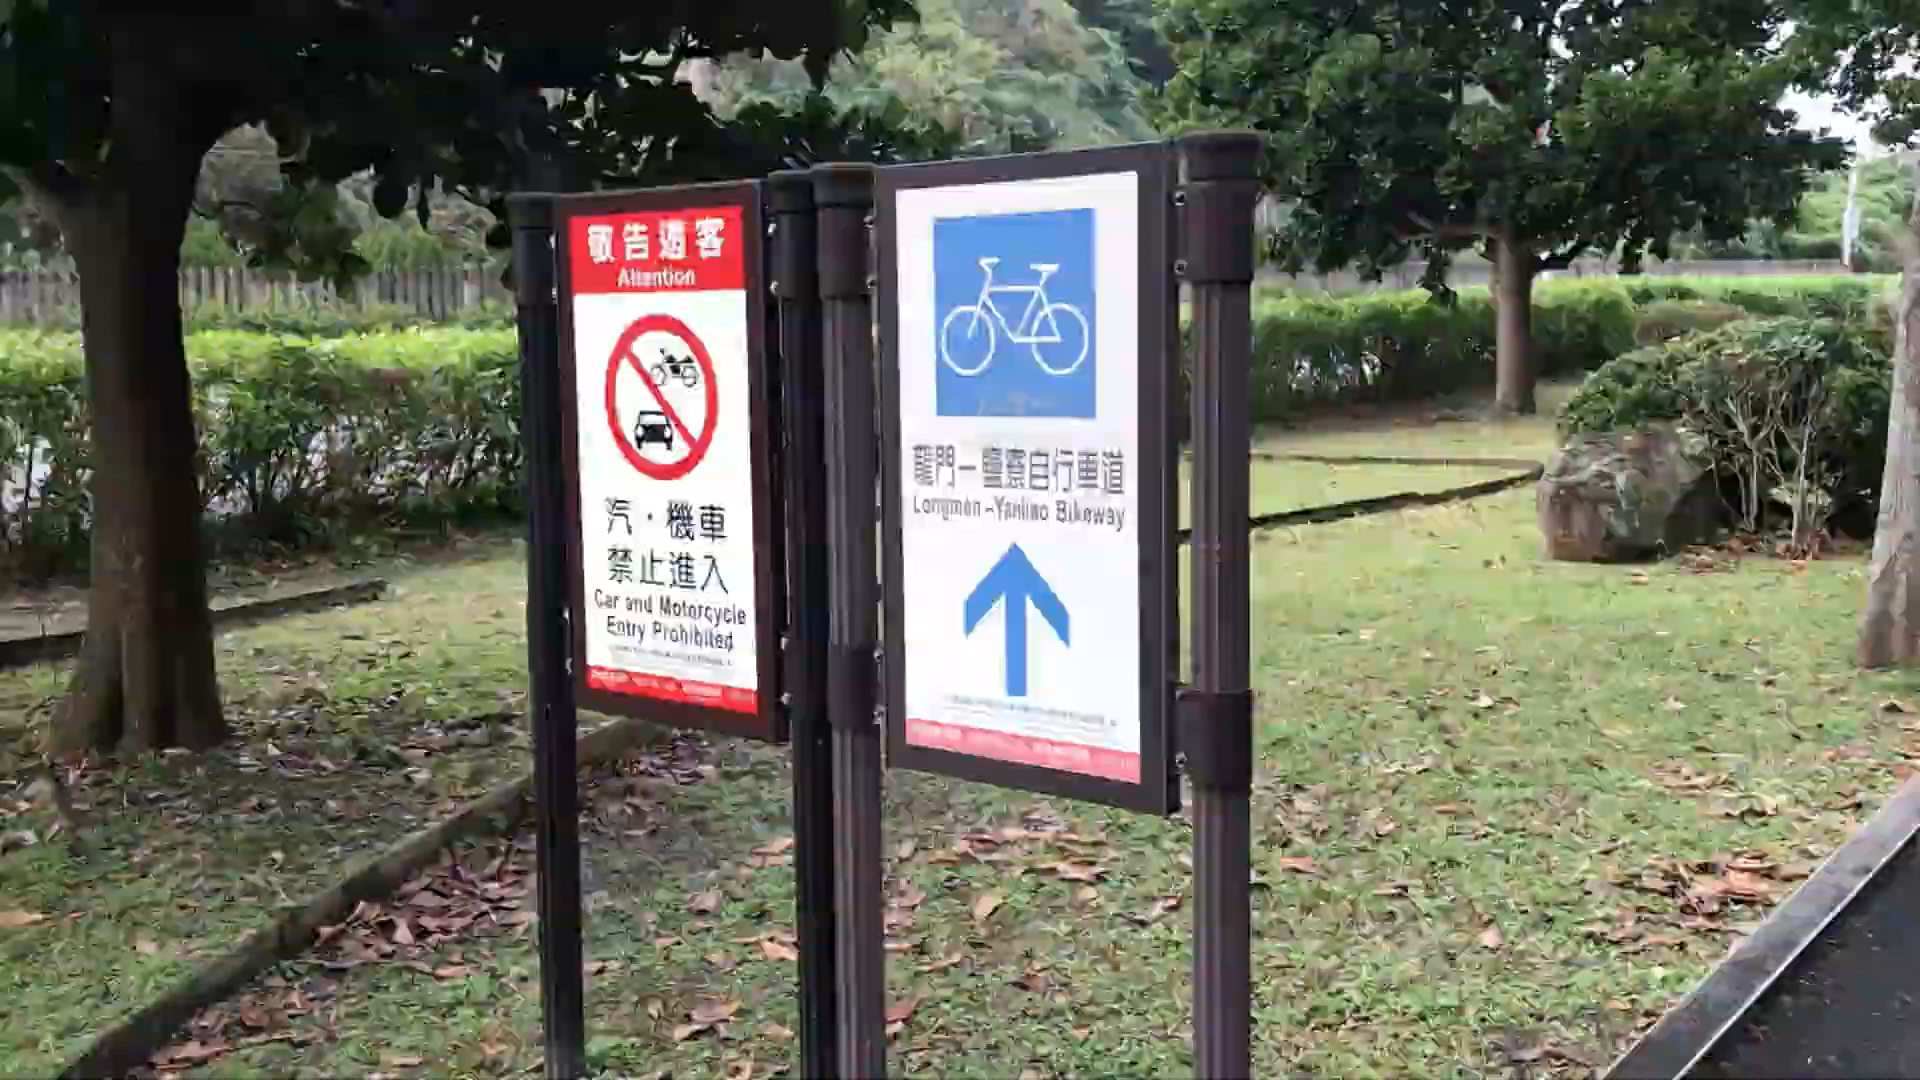 敬告遊客
Attention
汽·機車
禁止進入
Car and Motorcycle
Entry Prohibited
龍門-鹽寮自行車道
Longmen-Yanliao Bikeway